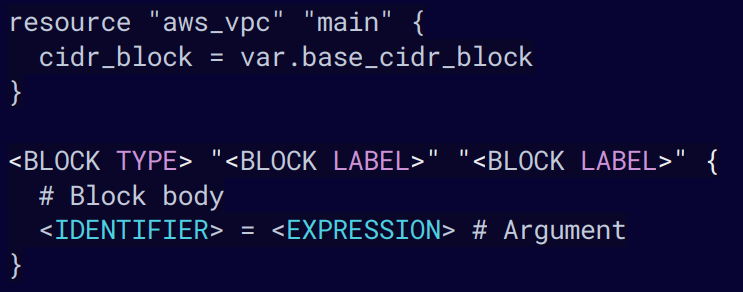 resource "aws_vpc" "main" {
  cidr_block = var.base_cidr_block
}

<BLOCK TYPE> "<BLOCK LABEL>" "<BLOCK LABEL>" {
  # Block body
  <IDENTIFIER> = <EXPRESSION> # Argument
}